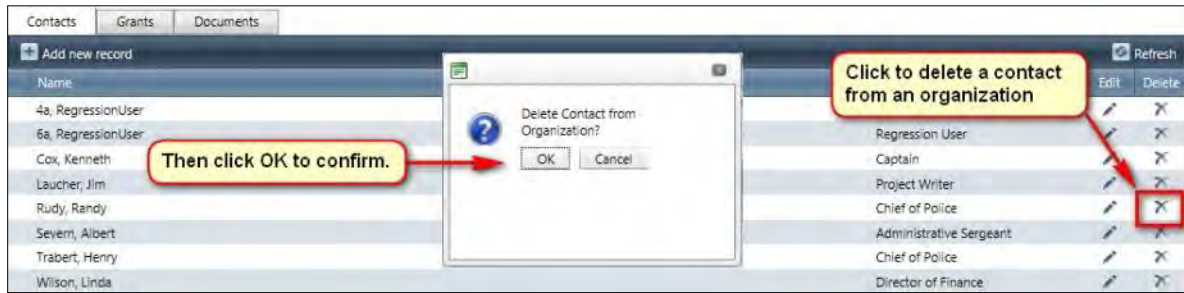 Contacts Grants Documents
Add new record Refresh
Name Edit Delete
4a, RegressionUser
6a, RegressionUser Regression User
Cox, Kenneth Captain
Laucher, Jim Project Writer
Rudy, Randy Chief of Police
Severn, Albert Administrative Sergeant
Trabert, Henry Chief of Police
Wilson, Linda Director of Finance
Delete Contact from
Organization?
OK Cancel
Then click OK to confirm.
Click to delete a contact
from an organization